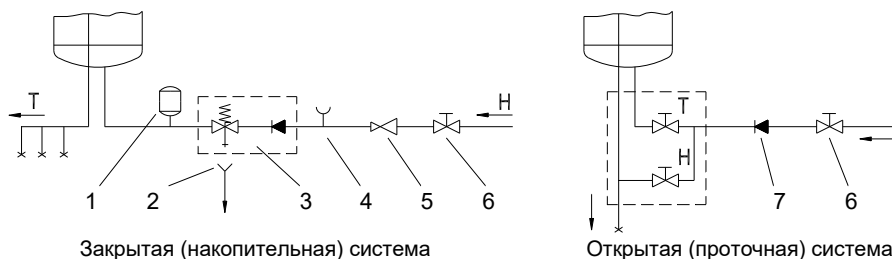 T
H
T
H
1 2 3 4 5 6
7 6
Закрытая (накопительная) система
Открытая (проточная) система